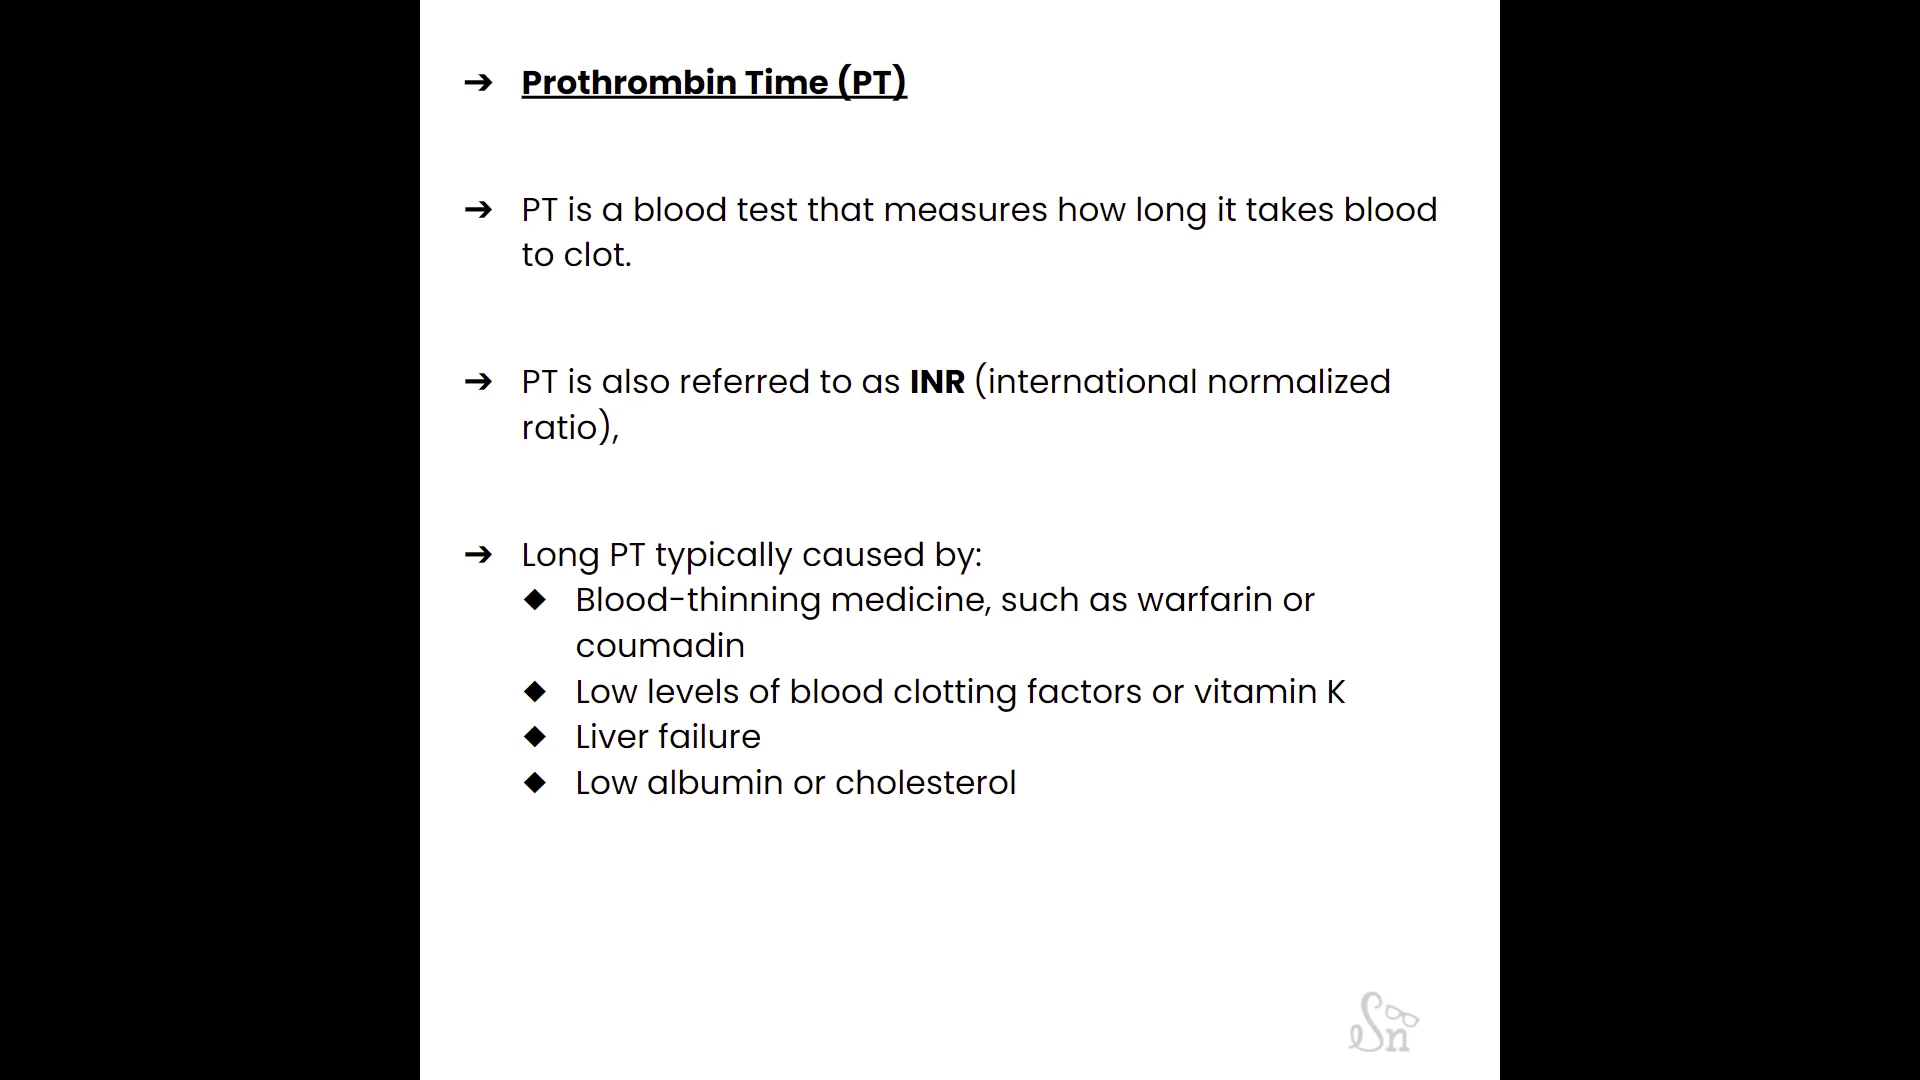 ➔ Prothrombin Time (PT)
➔ PT is a blood test that measures how long it takes blood
to clot.
➔ PT is also referred to as INR (international normalized
ratio),
➔ Long PT typically caused by:
◆ Blood-thinning medicine, such as warfarin or
coumadin
◆ Low levels of blood clotting factors or vitamin K
◆ Liver failure
◆ Low albumin or cholesterol
Sn